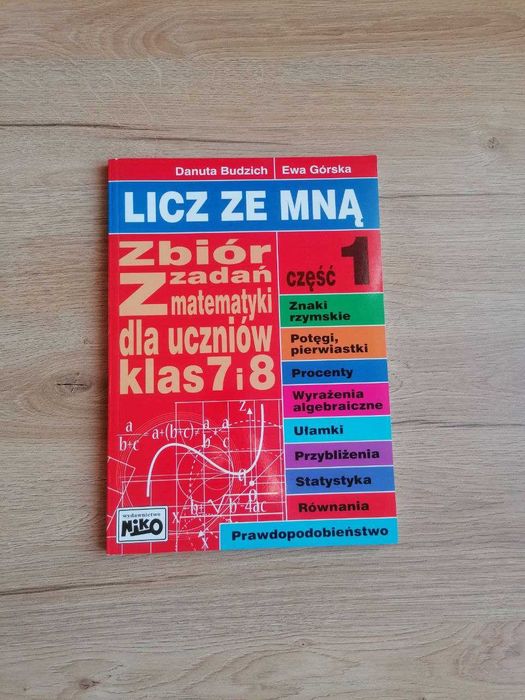 Danuta Budzich Ewa Górska
LICZ ZE MNĄ
Zbiór
zadań
Z matematyki
dla uczniów
klas 7 i 8
część 1
Znaki
rzymskie
Potęgi,
pierwiastki
Procenty
Wyrażenia
algebraiczne
Ułamki
Przybliżenia
Statystyka
Równania
Prawdopodobieństwo
wydawnictwo
NIKO